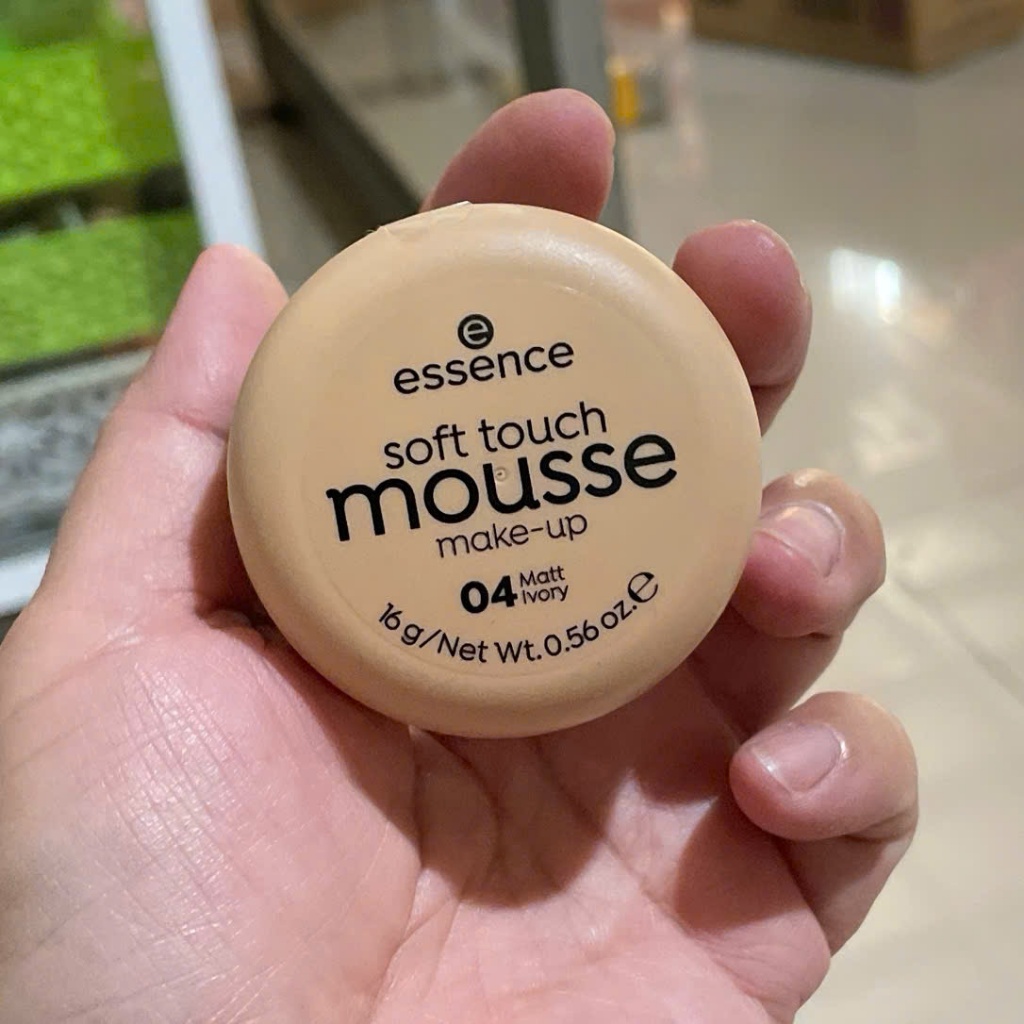 e
essence
soft touch
mousse
make-up
04 Matt
Ivory
16 g/Net Wt. 0.56 oz. ℮